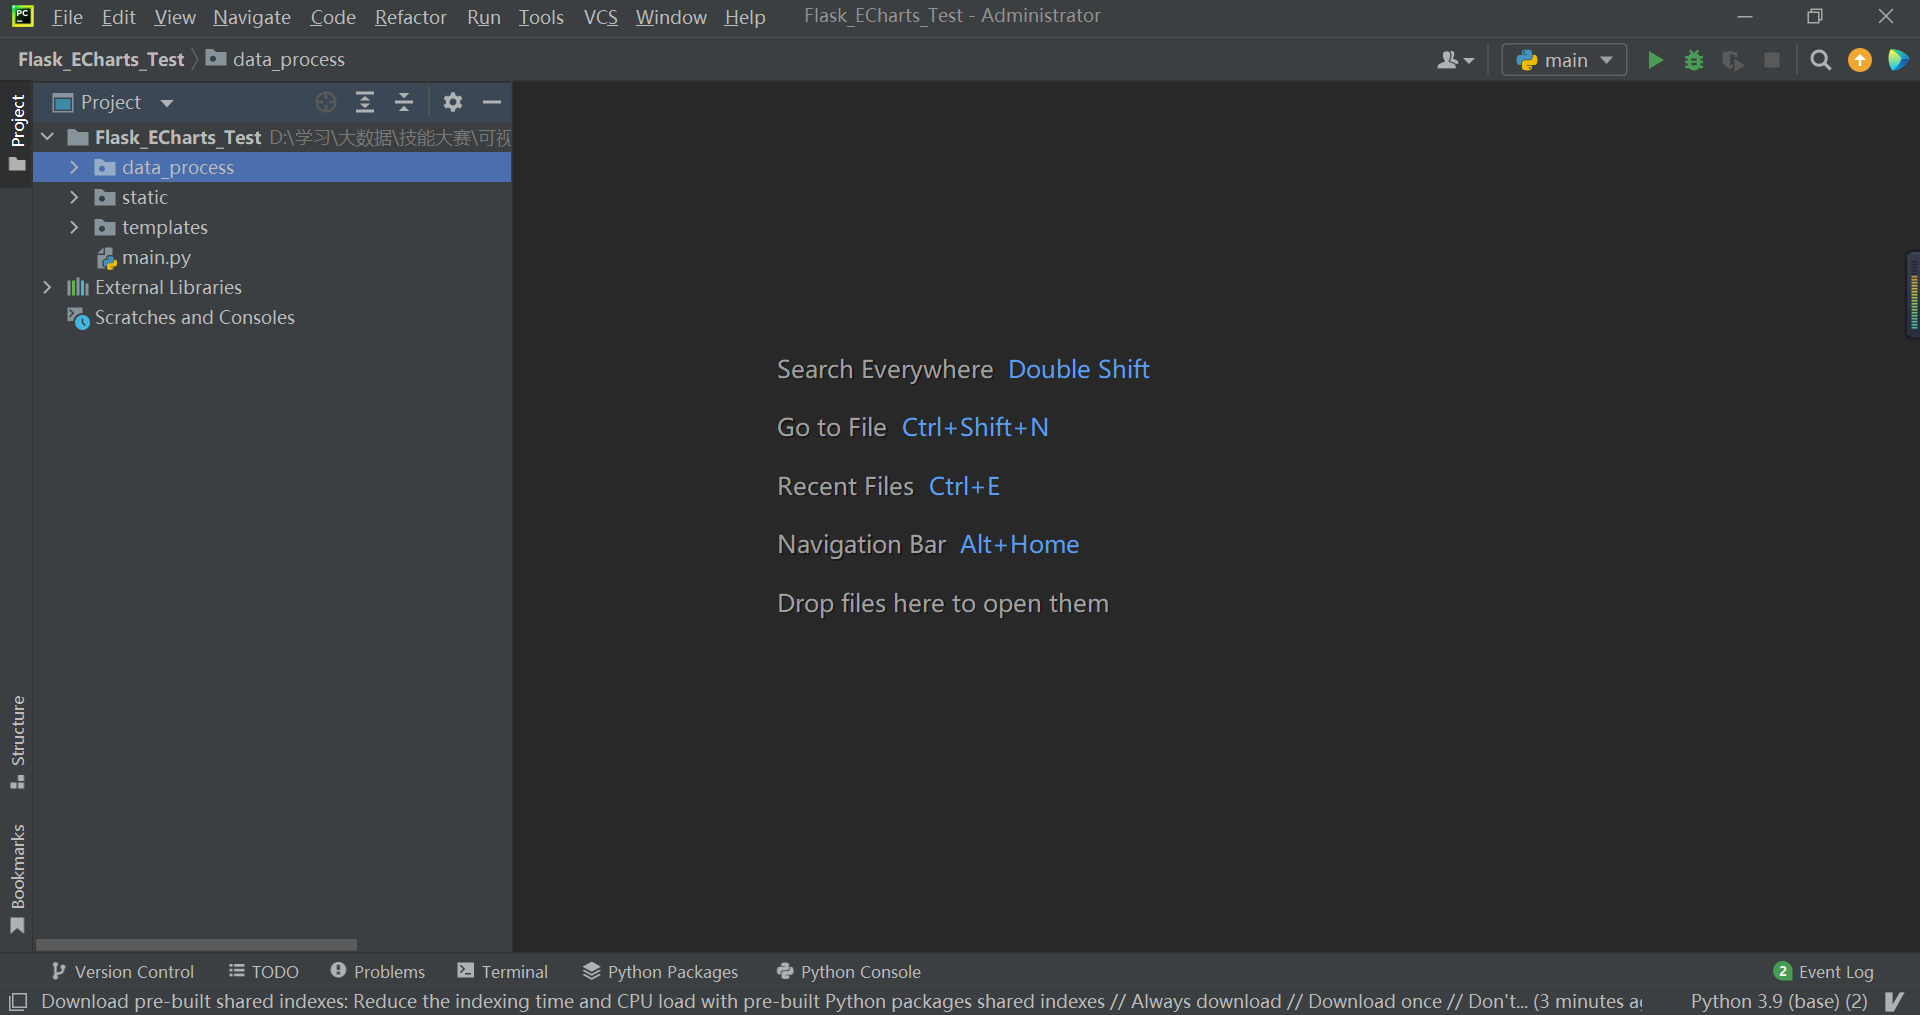 PC File Edit View Navigate Code Refactor Run Tools VCS Window Help Flask_ECharts_Test - Administrator
Flask_ECharts_Test data_process main
Project
Project
Flask_ECharts_Test D:\学习\大数据\技能大赛\可视
data_process
static
templates
main.py
External Libraries
Scratches and Consoles
Search Everywhere Double Shift
Go to File Ctrl+Shift+N
Recent Files Ctrl+E
Navigation Bar Alt+Home
Drop files here to open them
Structure
Bookmarks
Version Control TODO Problems Terminal Python Packages Python Console 2 Event Log
Download pre-built shared indexes: Reduce the indexing time and CPU load with pre-built Python packages shared indexes // Always download // Download once // Don't... (3 minutes Python 3.9 (base) (2)